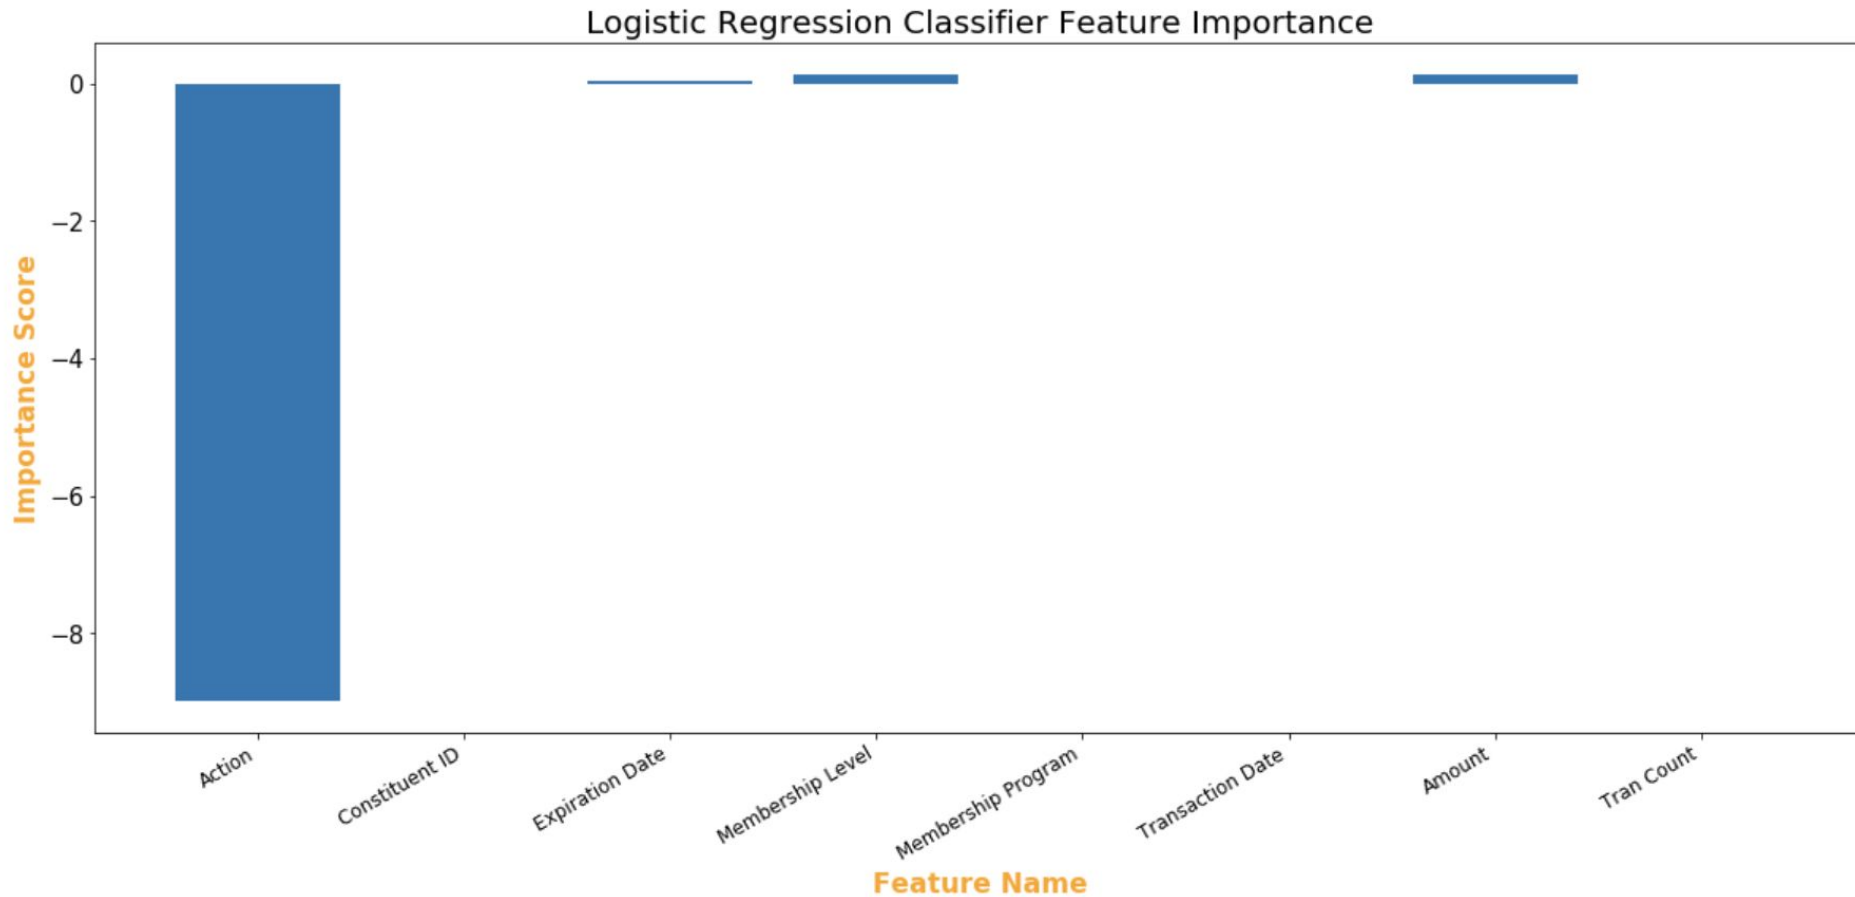 Logistic Regression Classifier Feature Importance
0
−2
−4
−6
−8
Importance Score
Action
Constituent ID
Expiration Date
Membership Level
Membership Program
Transaction Date
Amount
Tran Count
Feature Name